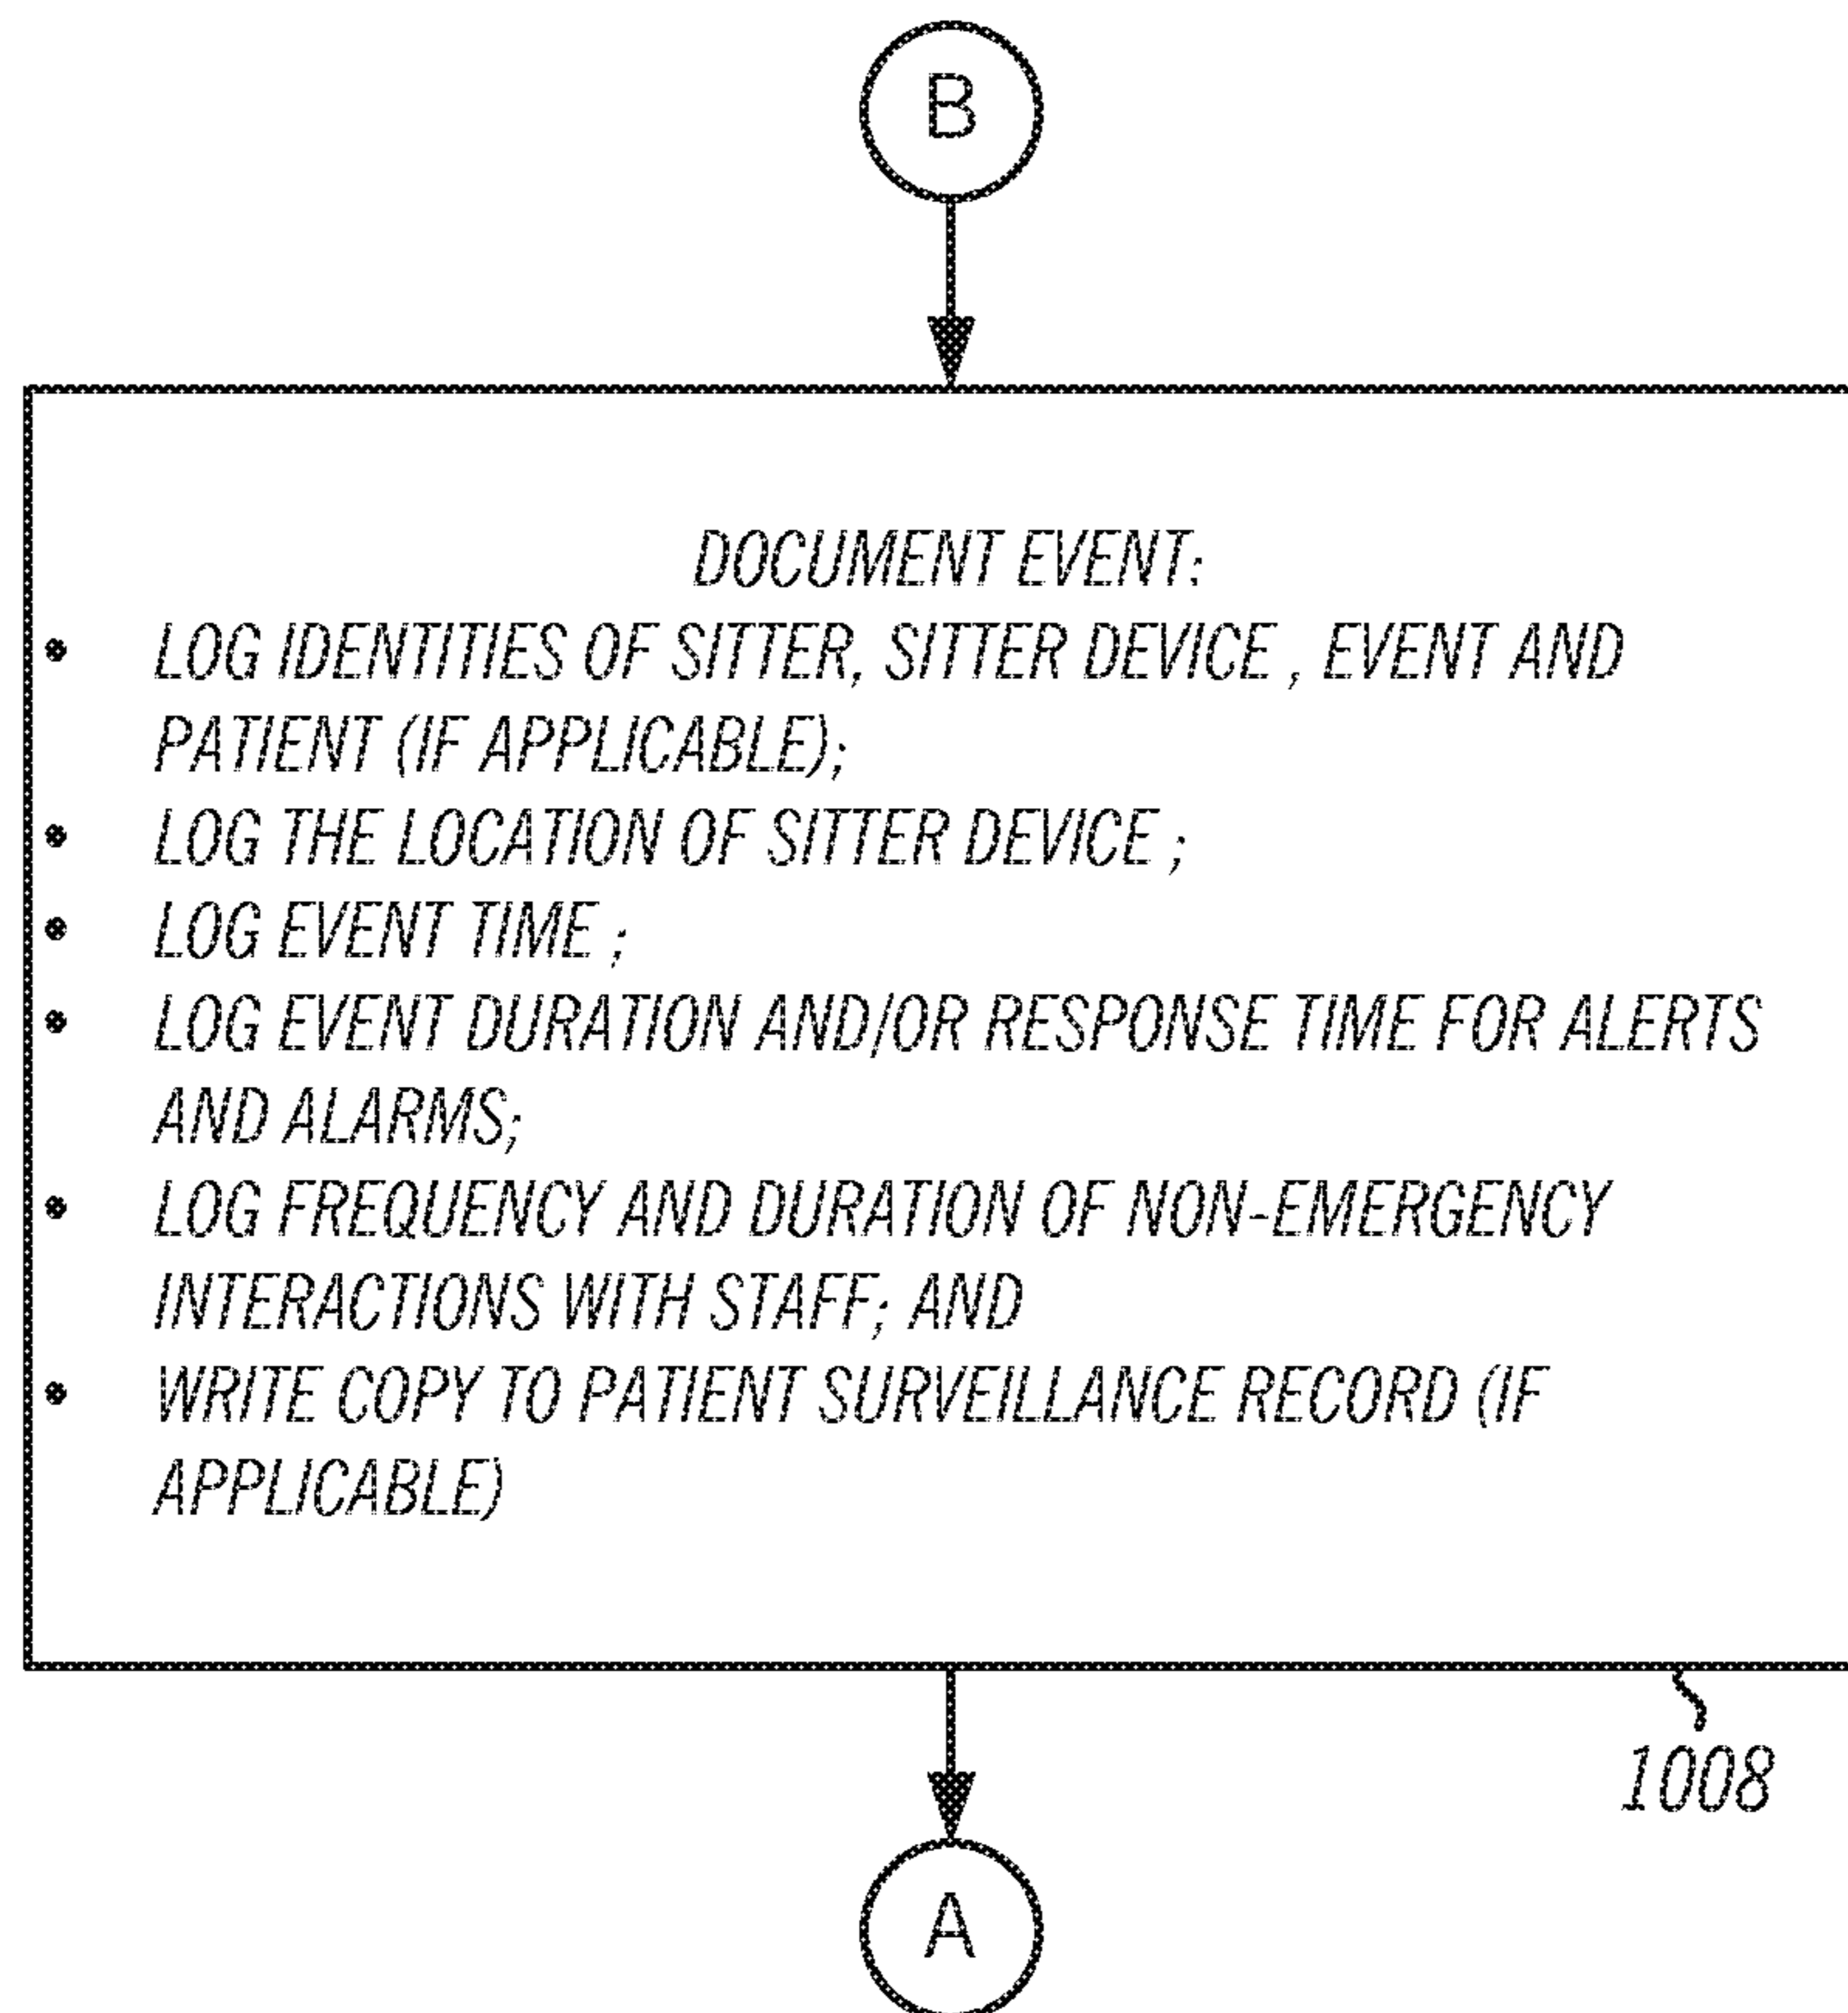 B
DOCUMENT EVENT:
• LOG IDENTITIES OF SITTER, SITTER DEVICE , EVENT AND
PATIENT (IF APPLICABLE);
• LOG THE LOCATION OF SITTER DEVICE ;
• LOG EVENT TIME ;
• LOG EVENT DURATION AND/OR RESPONSE TIME FOR ALERTS
AND ALARMS;
• LOG FREQUENCY AND DURATION OF NON-EMERGENCY
INTERACTIONS WITH STAFF; AND
• WRITE COPY TO PATIENT SURVEILLANCE RECORD (IF
APPLICABLE)
1008
A